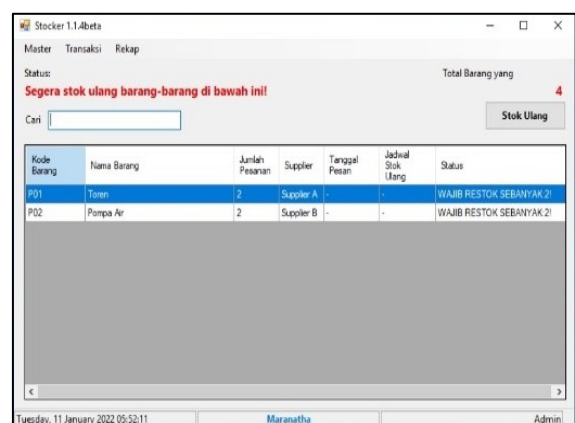 Stocker 1.1.4beta
Master Transaksi Rekap
Status: Total Barang yang
Segera stok ulang barang-barang di bawah ini! 4
Cari Stok Ulang
Kode Barang Nama Barang Jumlah Pesanan Supplier Tanggal Pesan Jadwal Stok Ulang Status
P01 Toren 2 Supplier A - - WAJIB RESTOK SEBANYAK:2!
P02 Pompa Air 2 Supplier B - - WAJIB RESTOK SEBANYAK:2!
Tuesday, 11 January 2022 05:52:11 Maranatha Admin